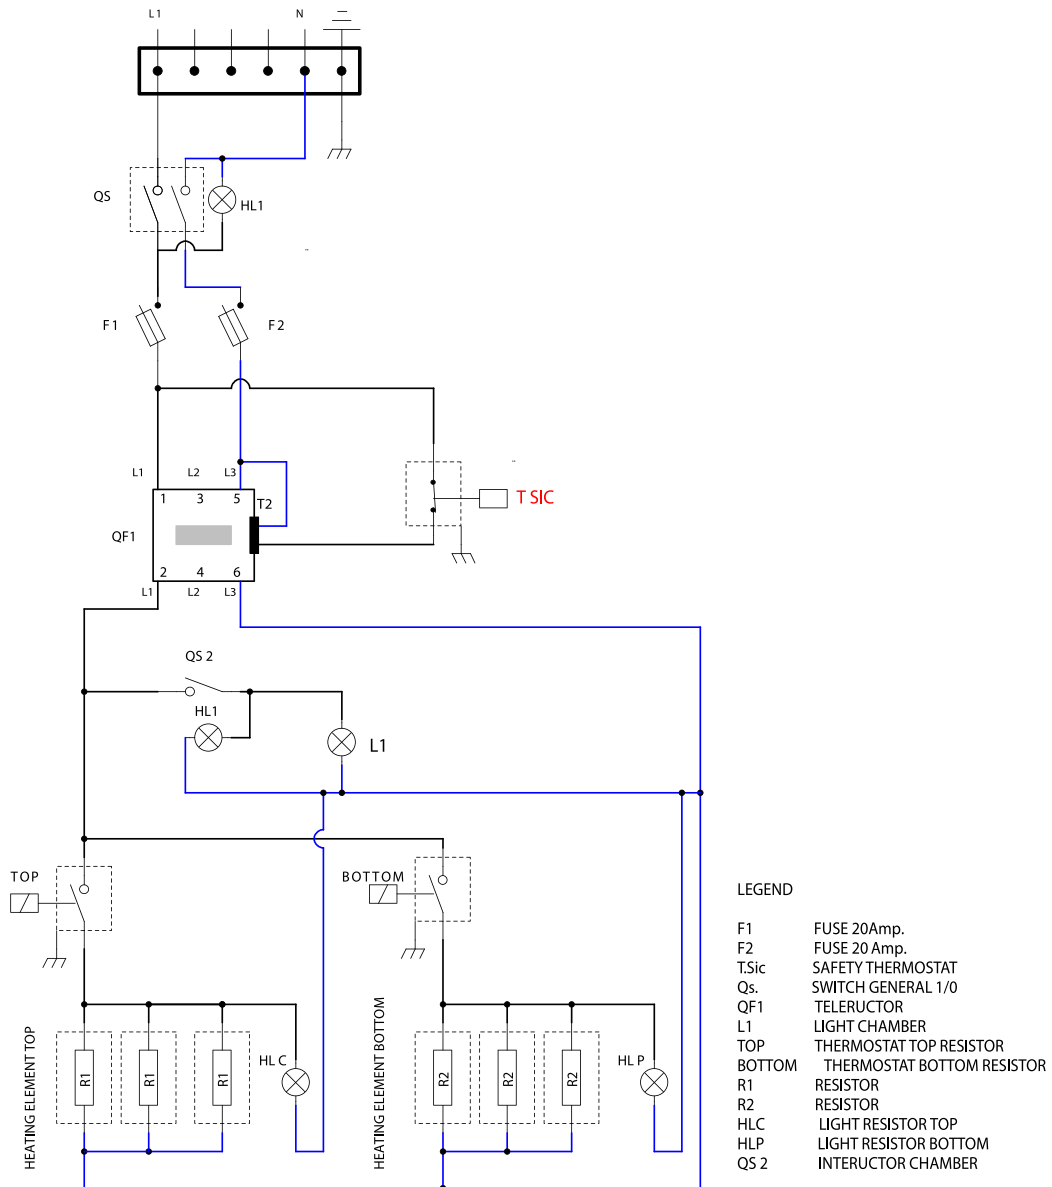 L1 N
QS
HL1
F1
F2
L1 L2 L3
1 3 5
T2
T SIC
QF1
2 4 6
L1 L2 L3
QS 2
HL1
L1
TOP
BOTTOM
HEATING ELEMENT TOP
R1 R1 R1
HL C
HEATING ELEMENT BOTTOM
R2 R2 R2
HL P
LEGEND
F1 FUSE 20Amp.
F2 FUSE 20 Amp.
T.Sic SAFETY THERMOSTAT
Qs. SWITCH GENERAL 1/0
QF1 TELERUCTOR
L1 LIGHT CHAMBER
TOP THERMOSTAT TOP RESISTOR
BOTTOM THERMOSTAT BOTTOM RESISTOR
R1 RESISTOR
R2 RESISTOR
HLC LIGHT RESISTOR TOP
HLP LIGHT RESISTOR BOTTOM
QS 2 INTERUCTOR CHAMBER